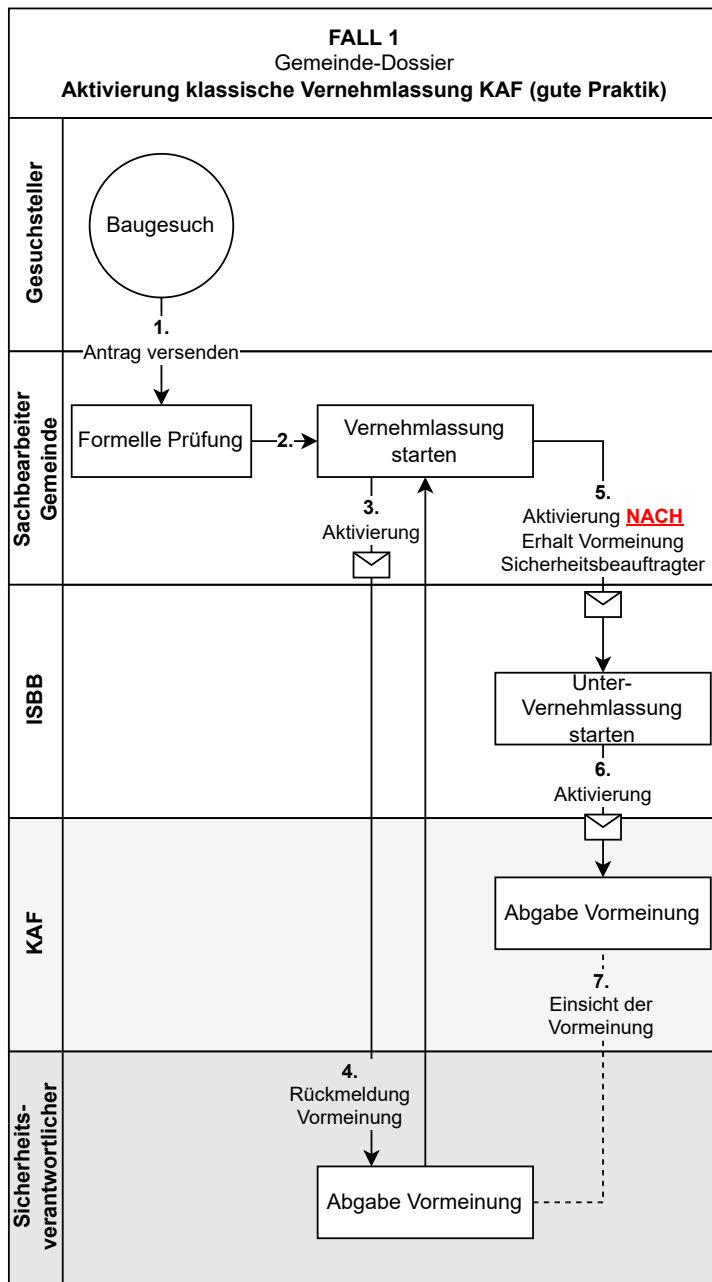 FALL 1
Gemeinde-Dossier
Aktivierung klassische Vernehmlassung KAF (gute Praktik)
Gesuchsteller
Baugesuch
1.
Antrag versenden
Sachbearbeiter
Gemeinde
Formelle Prüfung
2.
Vernehmlassung
starten
3.
Aktivierung
5.
Aktivierung NACH
Erhalt Vormeinung
Sicherheitsbeauftragter
ISBB
Unter-
Vernehmlassung
starten
6.
Aktivierung
KAF
Abgabe Vormeinung
7.
Einsicht der
Vormeinung
Sicherheits-
verantwortlicher
4.
Rückmeldung
Vormeinung
Abgabe Vormeinung